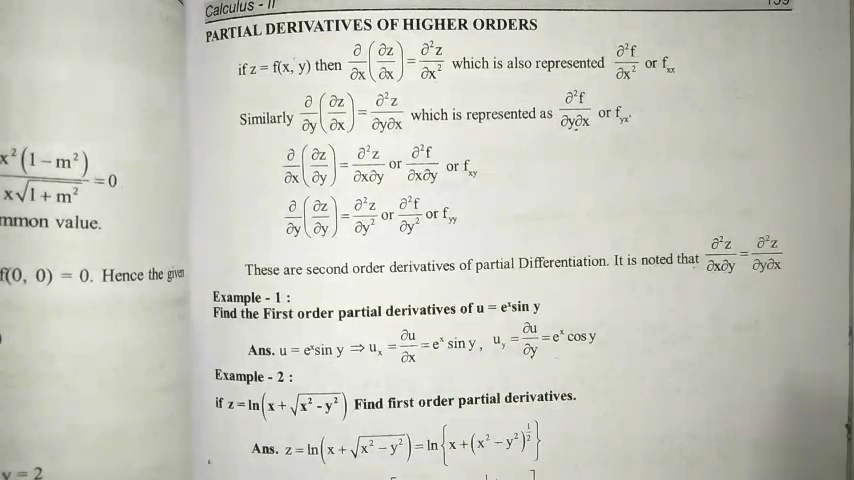 Calculus - II
PARTIAL DERIVATIVES OF HIGHER ORDERS
if z = f(x, y) then ∂/∂x(∂z/∂x) = ∂²z/∂x² which is also represented ∂²f/∂x² or f_xx
Similarly ∂/∂y(∂z/∂x) = ∂²z/∂y∂x which is represented as ∂²f/∂y∂x or f_yx.
∂/∂x(∂z/∂y) = ∂²z/∂x∂y or ∂²f/∂x∂y or f_xy
∂/∂y(∂z/∂y) = ∂²z/∂y² or ∂²f/∂y² or f_yy
These are second order derivatives of partial Differentiation. It is noted that ∂²z/∂x∂y = ∂²z/∂y∂x
Example - 1 :
Find the First order partial derivatives of u = eˣsin y
Ans. u = eˣsin y ⇒ u_x = ∂u/∂x = eˣ sin y , u_y = ∂u/∂y = eˣ cos y
Example - 2 :
if z = ln(x + √(x² - y²)) Find first order partial derivatives.
Ans. z = ln(x + √(x² - y²)) = ln{x + (x² - y²)^(1/2)}
x²(1 - m²)/x√(1 + m²) = 0
mmon value.
f(0, 0) = 0. Hence the given
y = 2